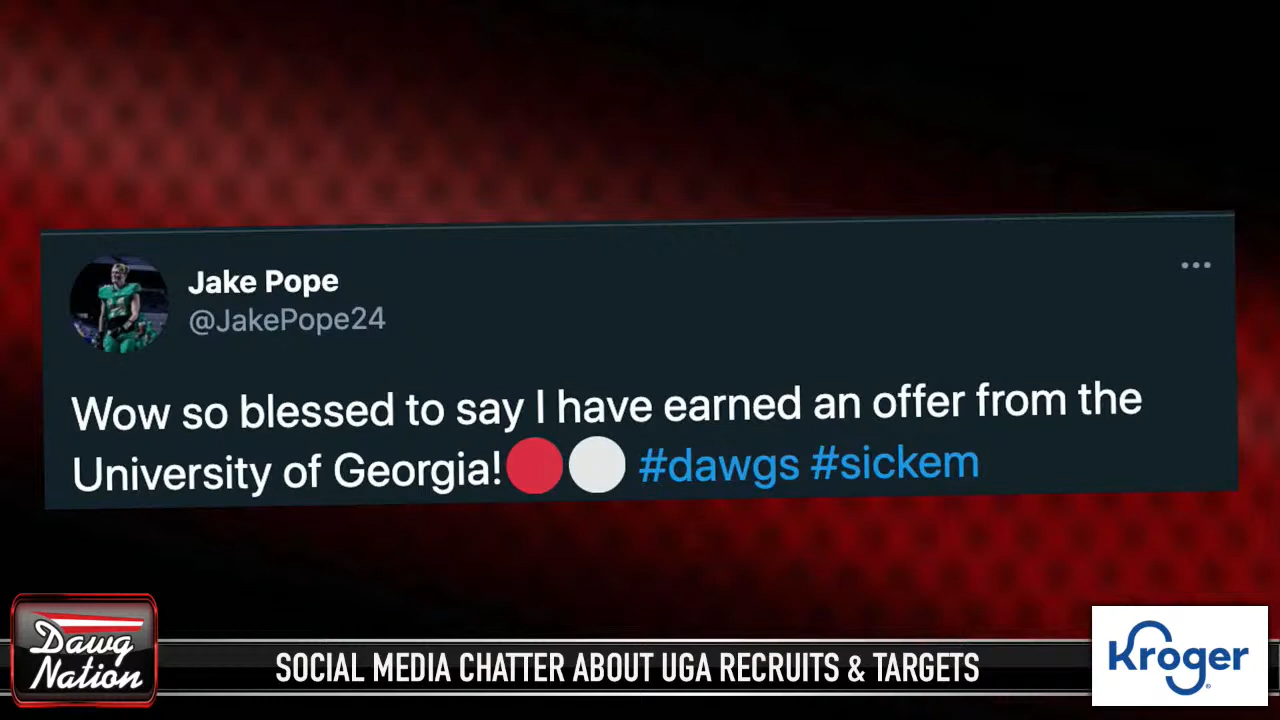 Jake Pope
@JakePope24
Wow so blessed to say I have earned an offer from the
University of Georgia!🔴⚪ #dawgs #sickem
Dawg
Nation
SOCIAL MEDIA CHATTER ABOUT UGA RECRUITS & TARGETS
Kroger